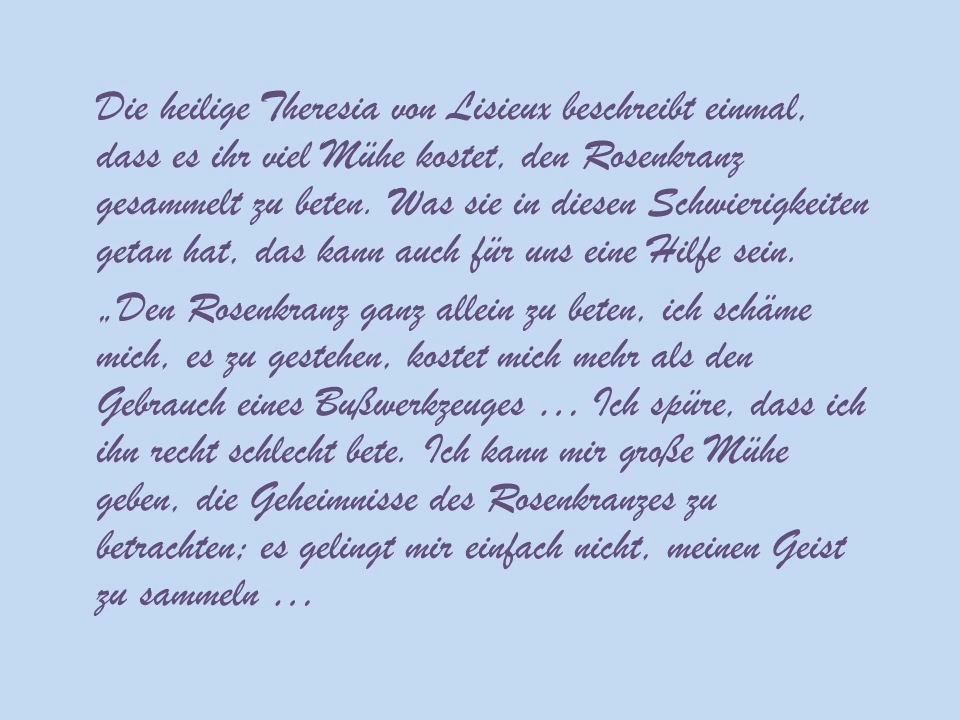 Die heilige Theresia von Lisieux beschreibt einmal,
dass es ihr viel Mühe kostet, den Rosenkranz
gesammelt zu beten. Was sie in diesen Schwierigkeiten
getan hat, das kann auch für uns eine Hilfe sein.
„Den Rosenkranz ganz allein zu beten, ich schäme
mich, es zu gestehen, kostet mich mehr als den
Gebrauch eines Bußwerkzeuges … Ich spüre, dass ich
ihn recht schlecht bete. Ich kann mir große Mühe
geben, die Geheimnisse des Rosenkranzes zu
betrachten; es gelingt mir einfach nicht, meinen Geist
zu sammeln …